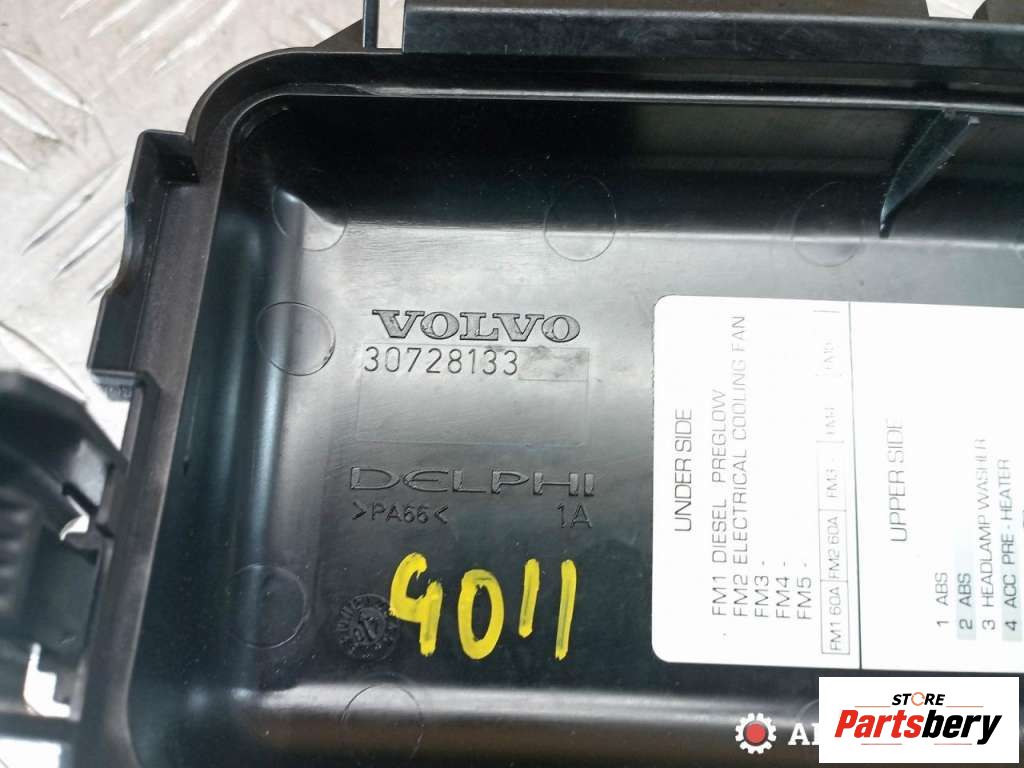 VOLVO
30728133
DELPHI
>PA66< 1A
9011
UNDER SIDE
FM1 DIESEL PREGLOW
FM2 ELECTRICAL COOLING FAN
FM3 -
FM4 -
FM5 -
FM1 60A FM2 60A FM3 - FM4 FM5
UPPER SIDE
1 ABS
2 ABS
3 HEADLAMP WASHER
4 ACC PRE-HEATER
STORE
Partsbery